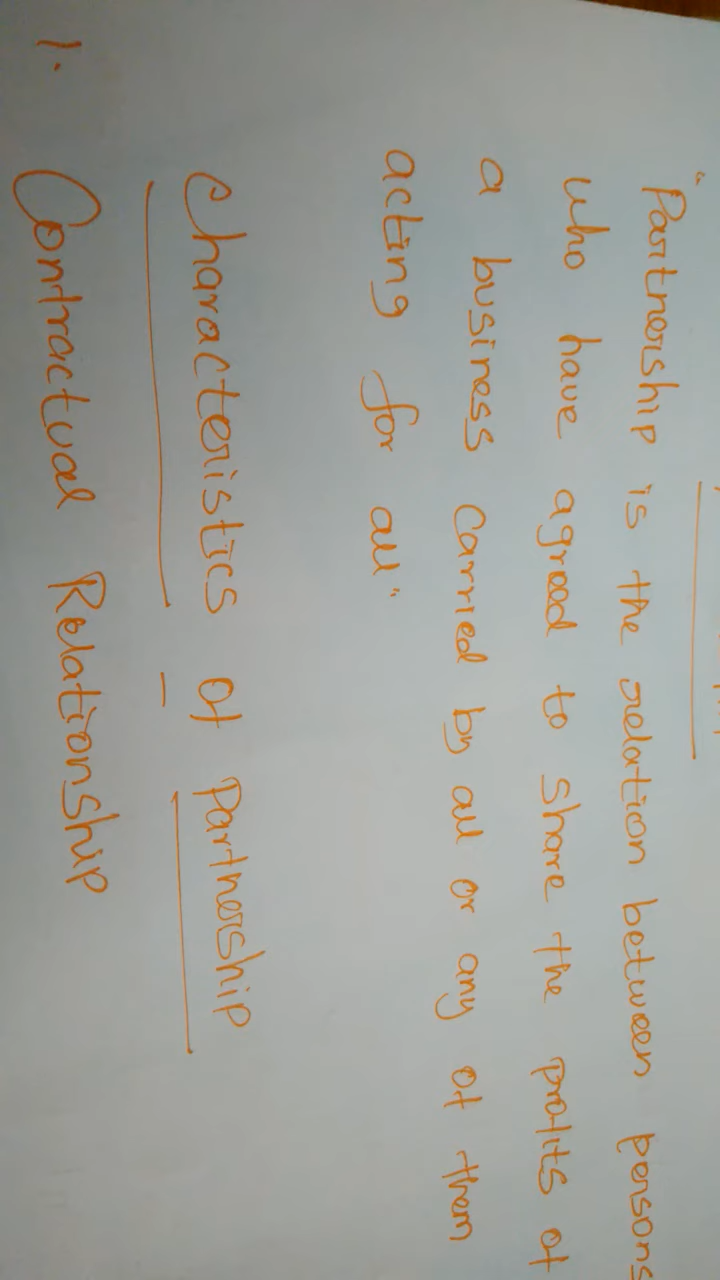 "Partnership is the relation between persons
who have agreed to share the profits of
a business carried by all or any of them
acting for all"
Characteristics of Partnership
1. Contractual Relationship